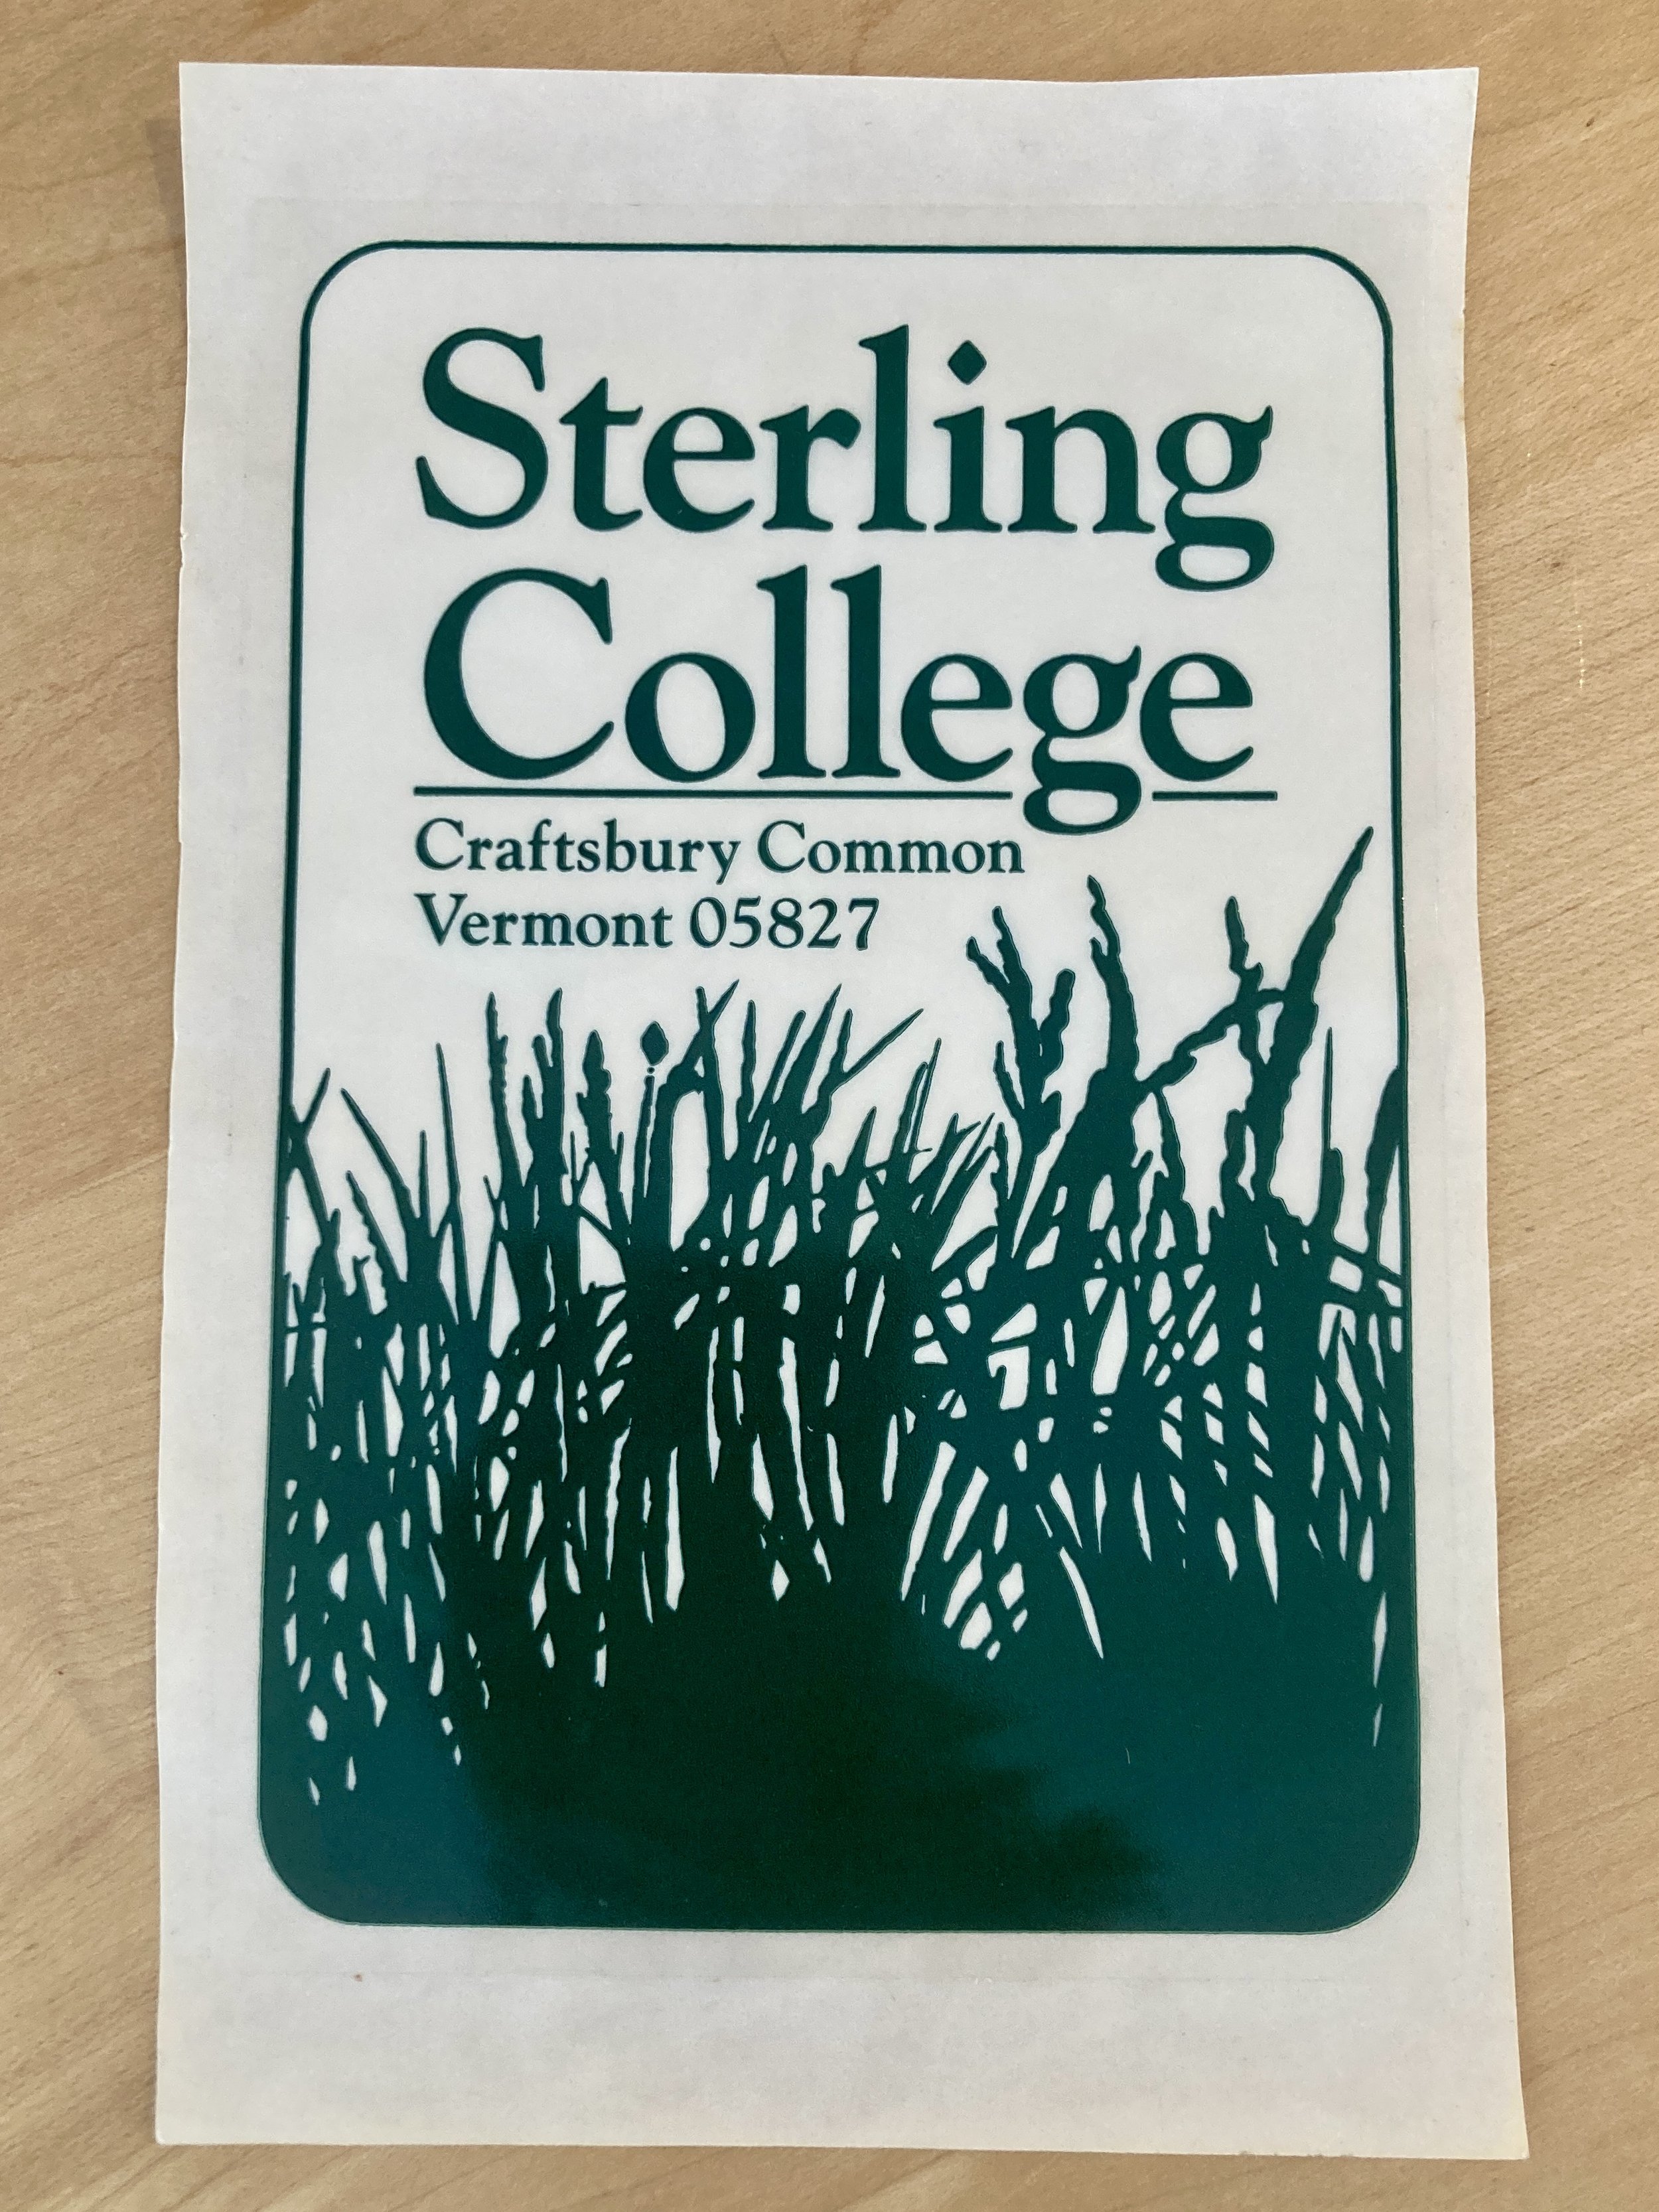 Sterling
College
Craftsbury Common
Vermont 05827